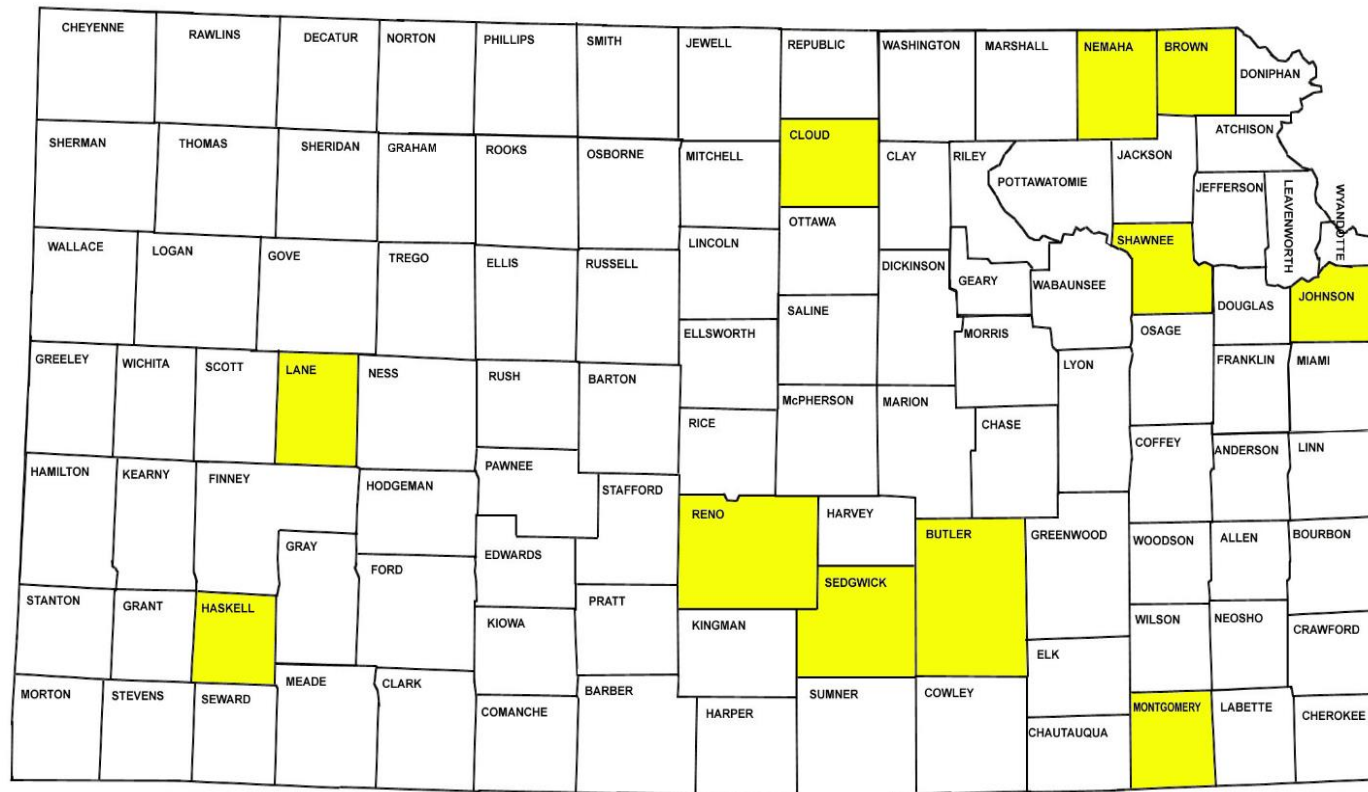 CHEYENNE
RAWLINS
DECATUR
NORTON
PHILLIPS
SMITH
JEWELL
REPUBLIC
WASHINGTON
MARSHALL
NEMAHA
BROWN
DONIPHAN
SHERMAN
THOMAS
SHERIDAN
GRAHAM
ROOKS
OSBORNE
MITCHELL
CLOUD
CLAY
RILEY
POTTAWATOMIE
JACKSON
ATCHISON
JEFFERSON
LEAVENWORTH
WYANDOTTE
WALLACE
LOGAN
GOVE
TREGO
ELLIS
RUSSELL
LINCOLN
OTTAWA
DICKINSON
GEARY
WABAUNSEE
SHAWNEE
DOUGLAS
JOHNSON
SALINE
ELLSWORTH
MORRIS
OSAGE
GREELEY
WICHITA
SCOTT
LANE
NESS
RUSH
BARTON
RICE
McPHERSON
MARION
CHASE
LYON
FRANKLIN
MIAMI
HAMILTON
KEARNY
FINNEY
HODGEMAN
PAWNEE
STAFFORD
COFFEY
ANDERSON
LINN
RENO
HARVEY
BUTLER
GREENWOOD
WOODSON
ALLEN
BOURBON
GRAY
FORD
EDWARDS
SEDGWICK
STANTON
GRANT
HASKELL
KIOWA
PRATT
KINGMAN
WILSON
NEOSHO
CRAWFORD
ELK
MORTON
STEVENS
SEWARD
MEADE
CLARK
COMANCHE
BARBER
HARPER
SUMNER
COWLEY
CHAUTAUQUA
MONTGOMERY
LABETTE
CHEROKEE